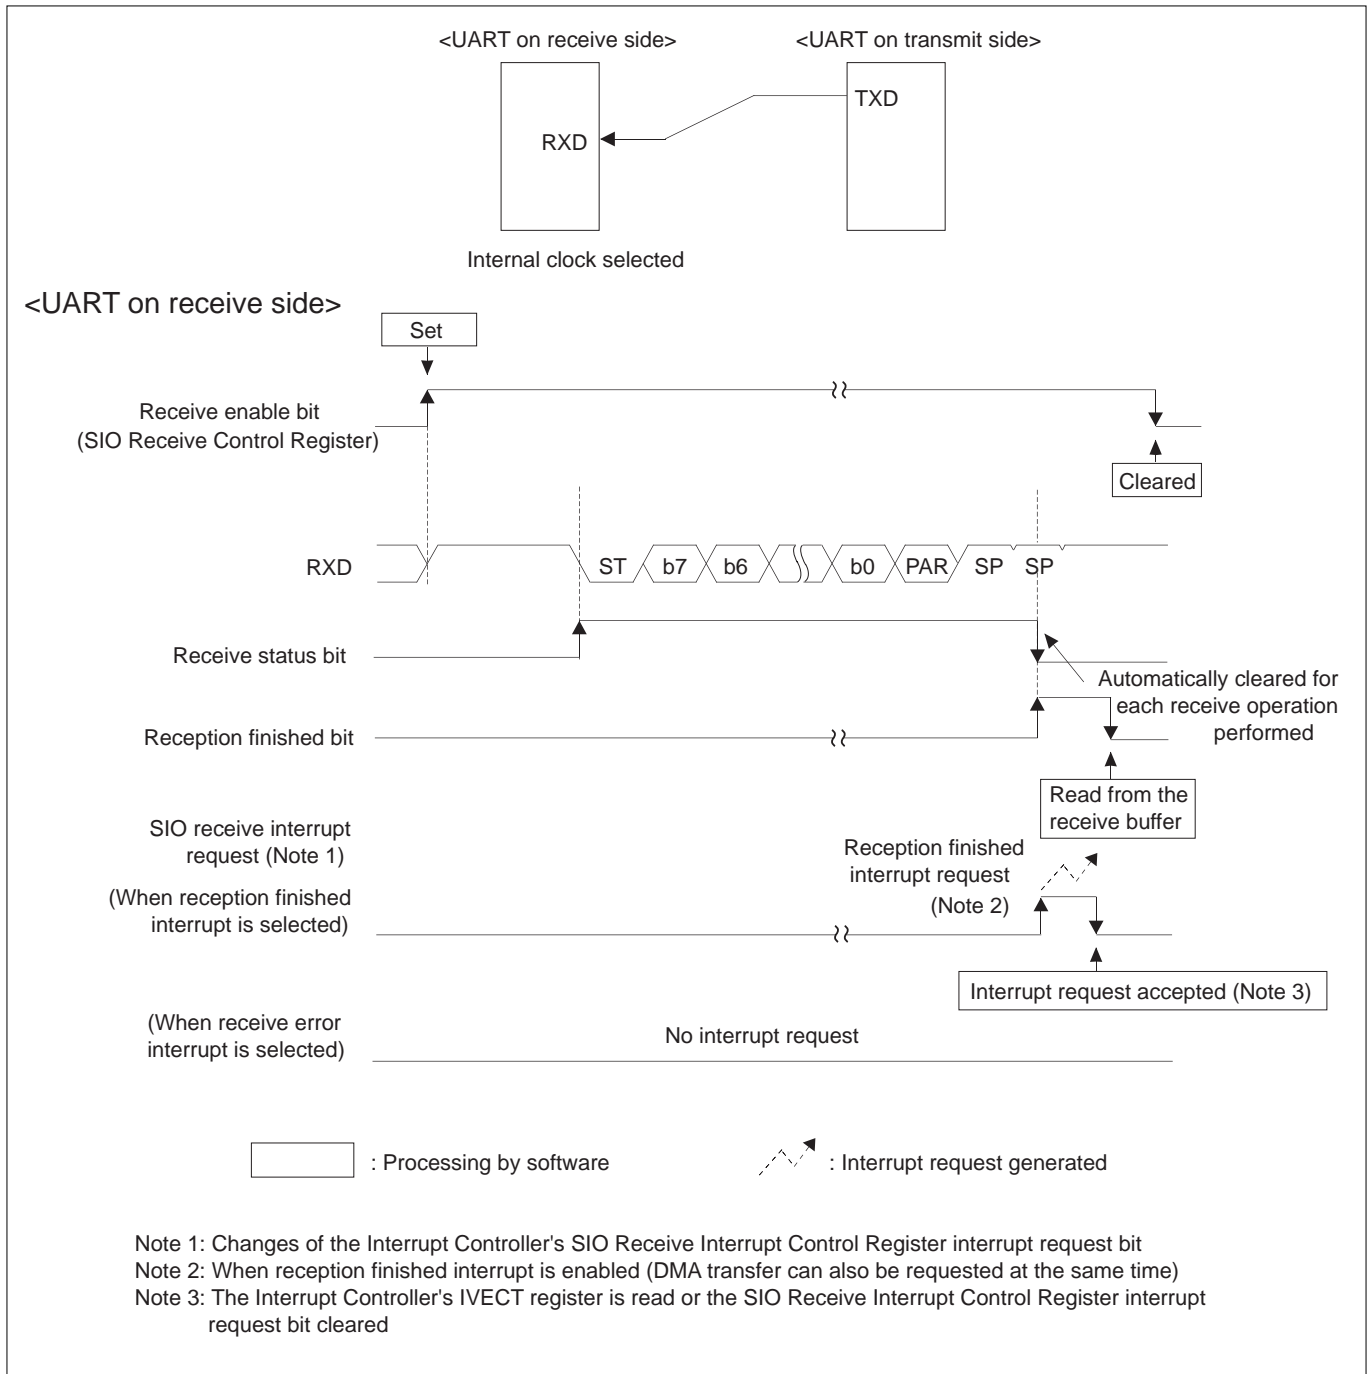 <UART on receive side>
<UART on transmit side>
TXD
RXD
Internal clock selected
<UART on receive side>
Set
Receive enable bit
(SIO Receive Control Register)
Cleared
RXD
ST b7 b6 b0 PAR SP SP
Receive status bit
Automatically cleared for
each receive operation
performed
Reception finished bit
Read from the
receive buffer
SIO receive interrupt
request (Note 1)
(When reception finished
interrupt is selected)
Reception finished
interrupt request
(Note 2)
Interrupt request accepted (Note 3)
(When receive error
interrupt is selected)
No interrupt request
: Processing by software
: Interrupt request generated
Note 1: Changes of the Interrupt Controller's SIO Receive Interrupt Control Register interrupt request bit
Note 2: When reception finished interrupt is enabled (DMA transfer can also be requested at the same time)
Note 3: The Interrupt Controller's IVECT register is read or the SIO Receive Interrupt Control Register interrupt
request bit cleared